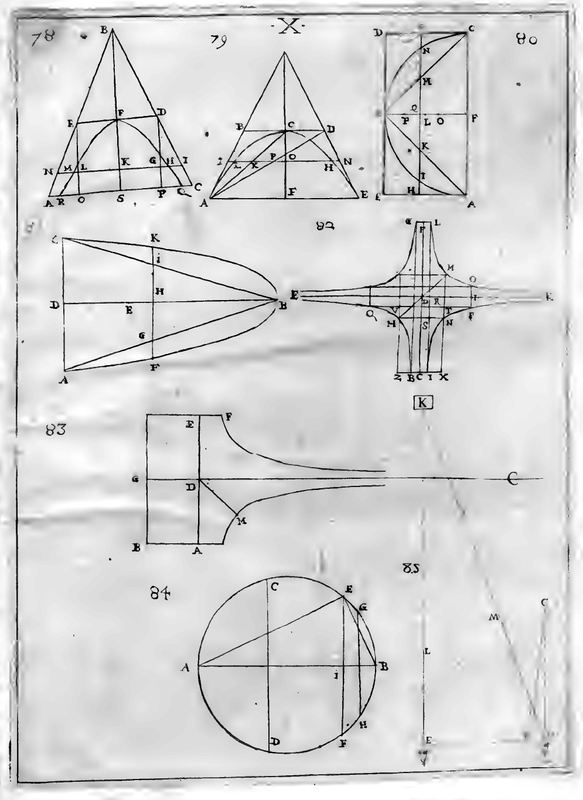 ·X·
78
79
80
B
E F D
N M L K G H I
A R O S P Q C
B C D
I L R P O H N
A F E
D C
N
M
B P Q L O F
K
I
E H A
82
C K
I
H
D E B
G
A F
G F L
M O
E D R I K
Q V T F
H S N
Z B C I X
K
83
E F
G D C
M
B A
84
C E G
A I B
H
D F
85
C
M
L
E